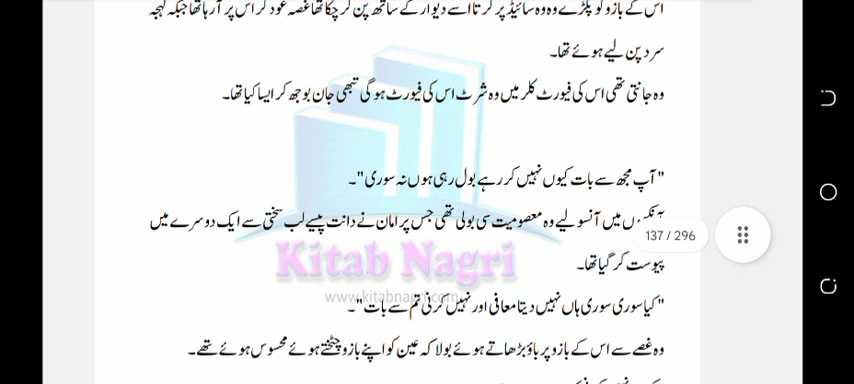 اس کے بازو کو پکڑے وہ وہ سائیڈ پر کرتا اسے دیوار کے ساتھ پن کر چکا تھا غصہ عود کر اس پر آ رہا تھا جبکہ لہجہ
سرد پن لیے ہوئے تھا۔
وہ جانتی تھی اس کی فیورٹ کلر میں وہ شرٹ اس کی فیورٹ ہو گی تبھی جان بوجھ کر ایسا کیا تھا۔
"آپ مجھ سے بات کیوں نہیں کر رہے بول رہی ہوں نہ سوری"۔
میں آنسو لیے وہ معصومیت سی بولی تھی جس پر امان نے دانت پیسے لب سختی سے ایک دوسرے میں
137 / 296
پیوست کر گیا تھا۔
Kitab Nagri
www.kitabnagri.com
"کیا سوری سوری ہاں نہیں دیتا معافی اور نہیں کرنی تم سے بات"۔
وہ غصے سے اس کے بازو پر باؤ بڑھاتے ہوئے بولا کہ عین کو اپنے بازو چٹختے ہوئے محسوس ہوئے تھے۔